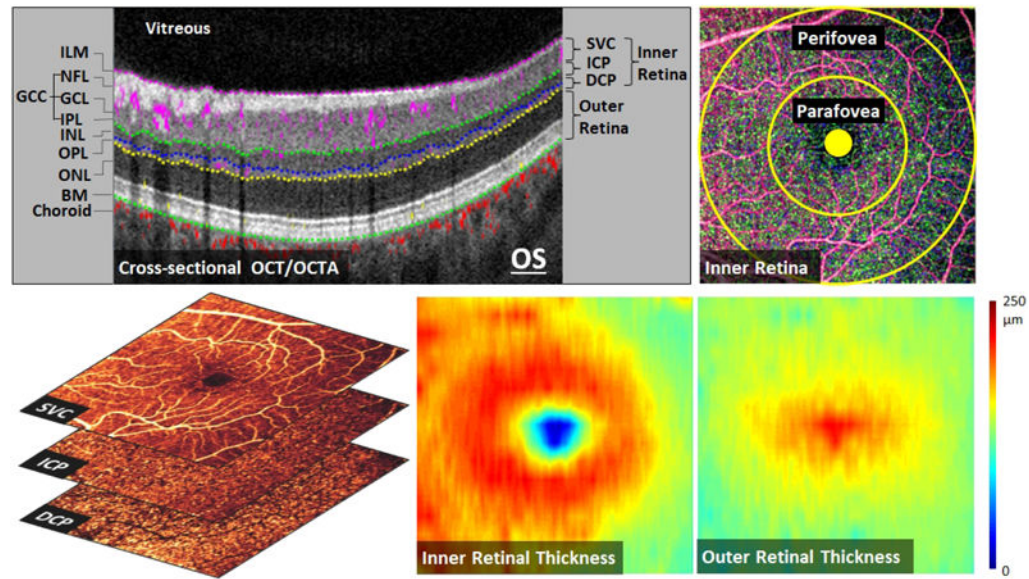 Vitreous
ILM
NFL
GCC
GCL
IPL
INL
OPL
ONL
BM
Choroid
SVC
ICP
DCP
Inner
Retina
Outer
Retina
Cross-sectional OCT/OCTA
OS
Perifovea
Parafovea
Inner Retina
SVC
ICP
DCP
Inner Retinal Thickness
Outer Retinal Thickness
250
µm
0